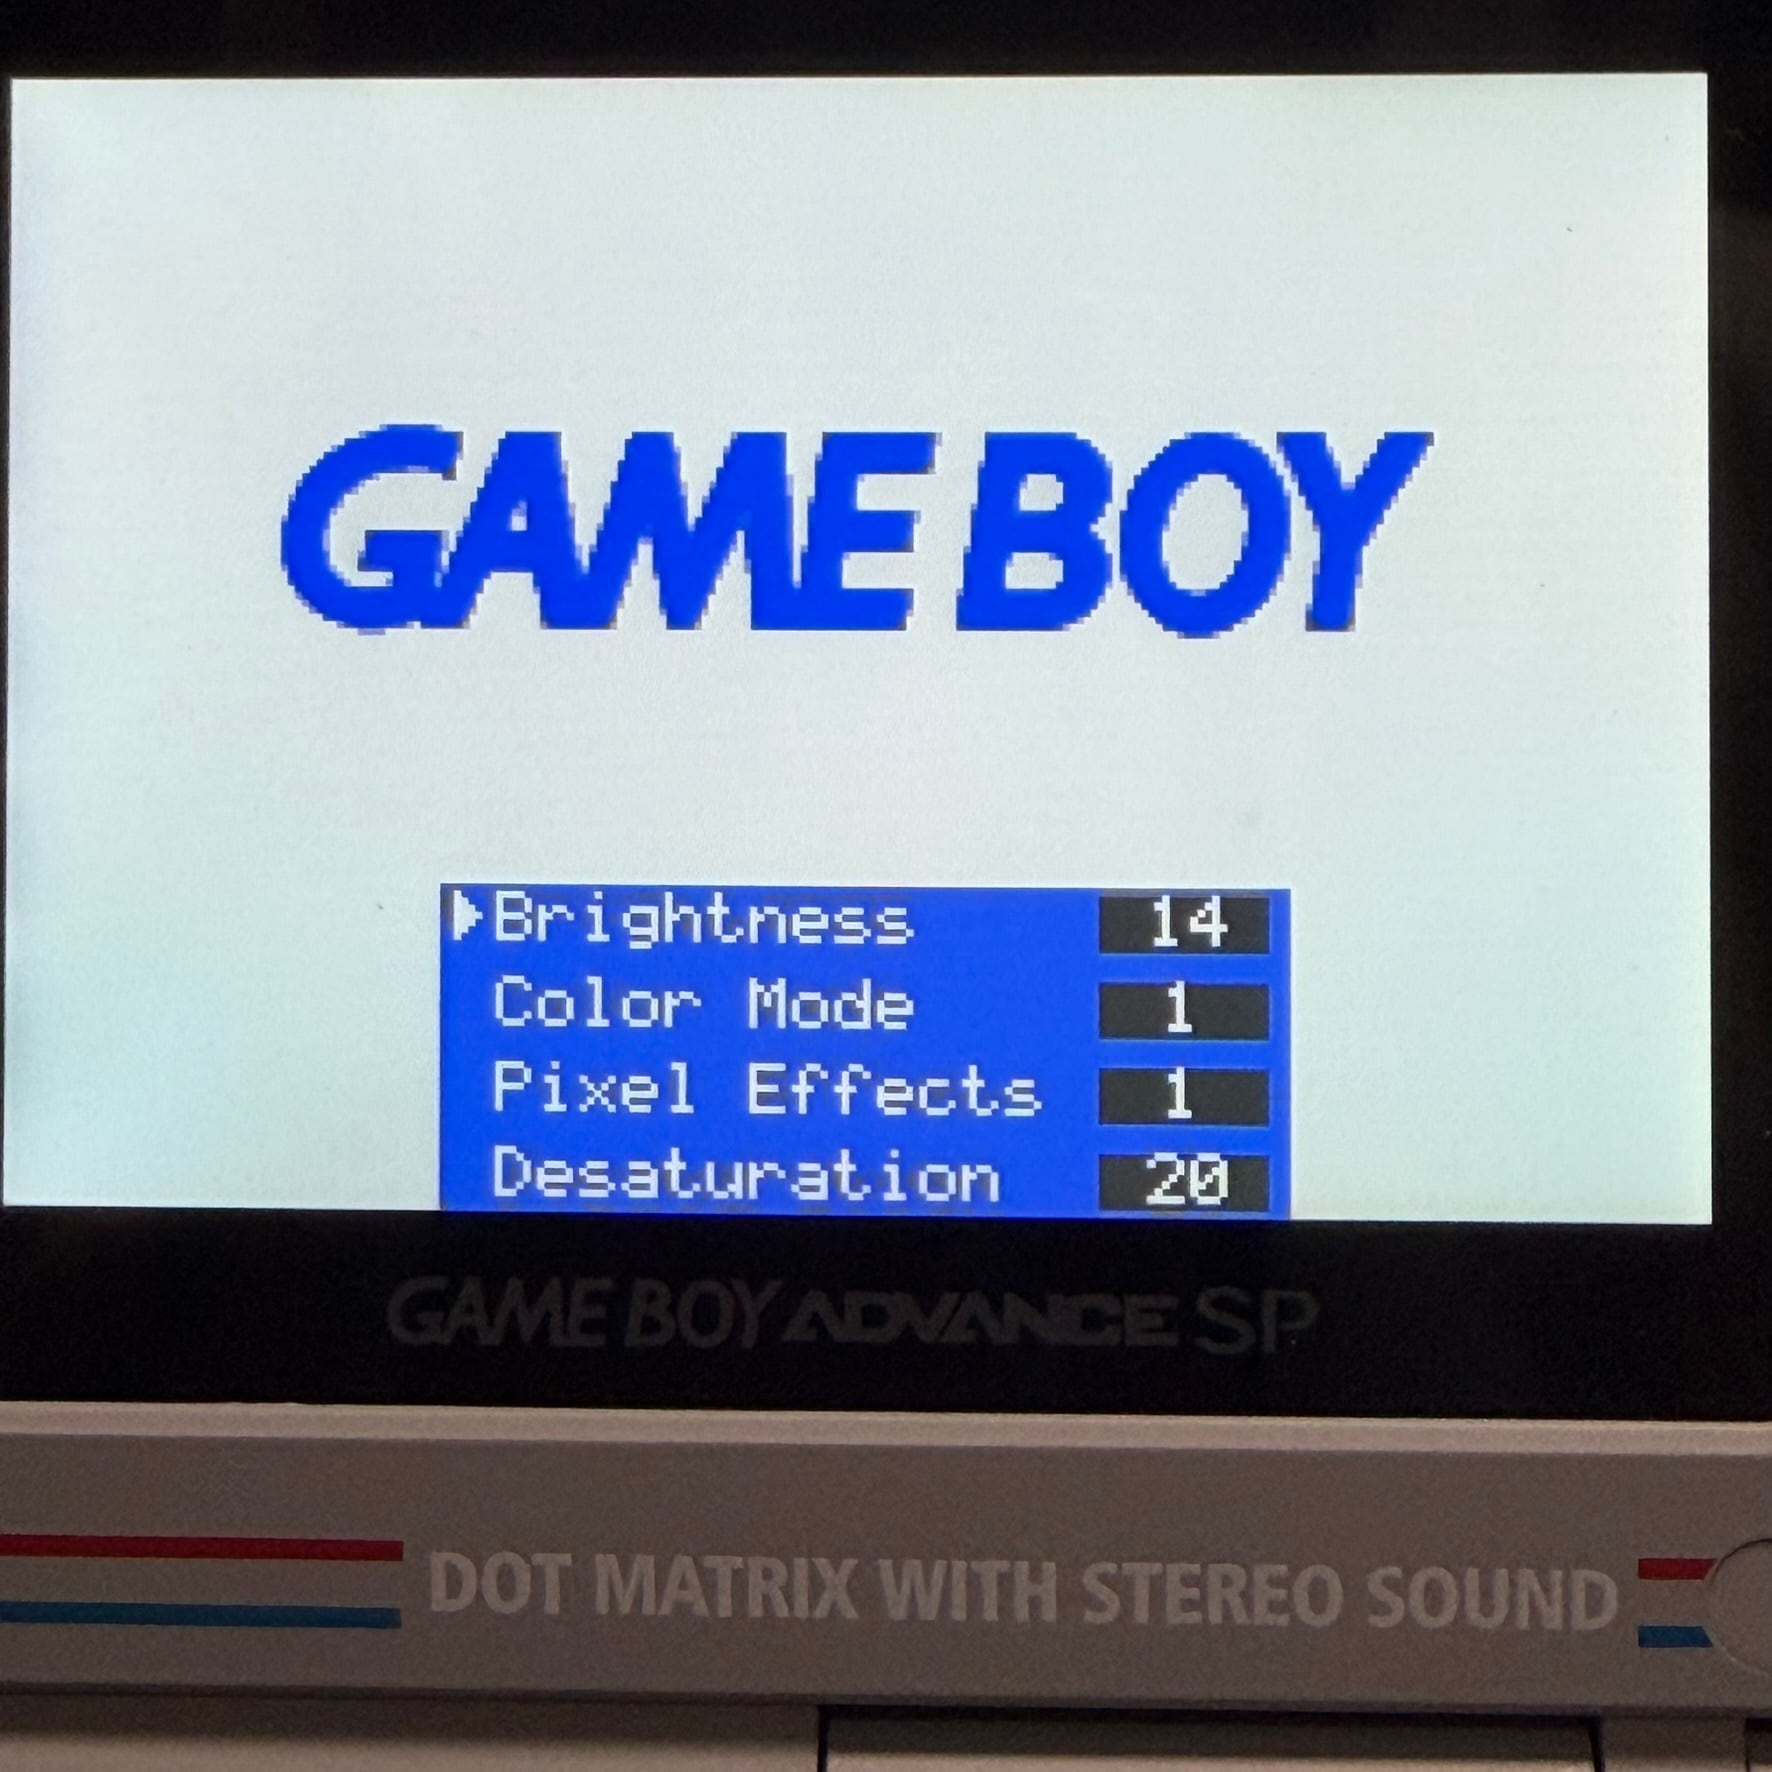 GAME BOY
Brightness 14
Color Mode 1
Pixel Effects 1
Desaturation 20
GAME BOY ADVANCE SP
DOT MATRIX WITH STEREO SOUND